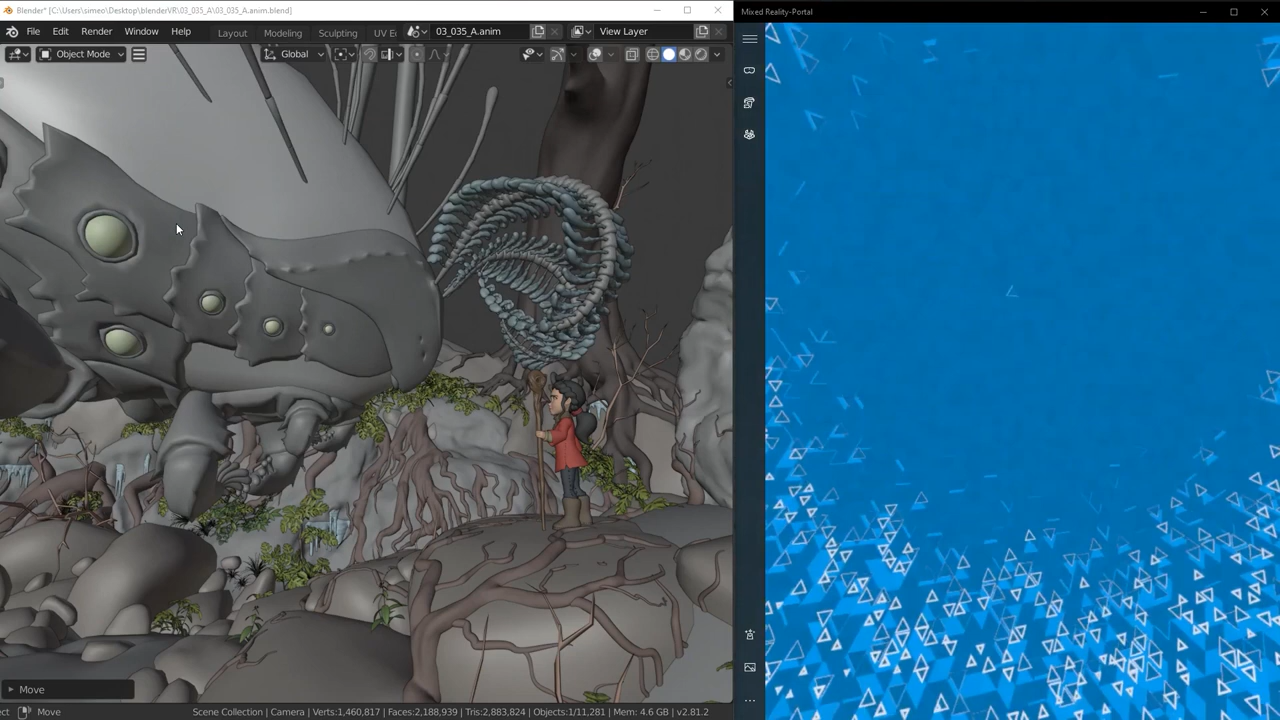 Blender* [C:\Users\simeo\Desktop\blenderVR\03_035_A\03_035_A.anim.blend]
File Edit Render Window Help Layout Modeling Sculpting UV E 03_035_A.anim View Layer
Object Mode Global
Move
ect Move Scene Collection | Camera | Verts:1,460,817 | Faces:2,188,939 | Tris:2,883,824 | Objects:1/11,281 | Mem: 4.6 GB | v2.81.2
Mixed Reality-Portal